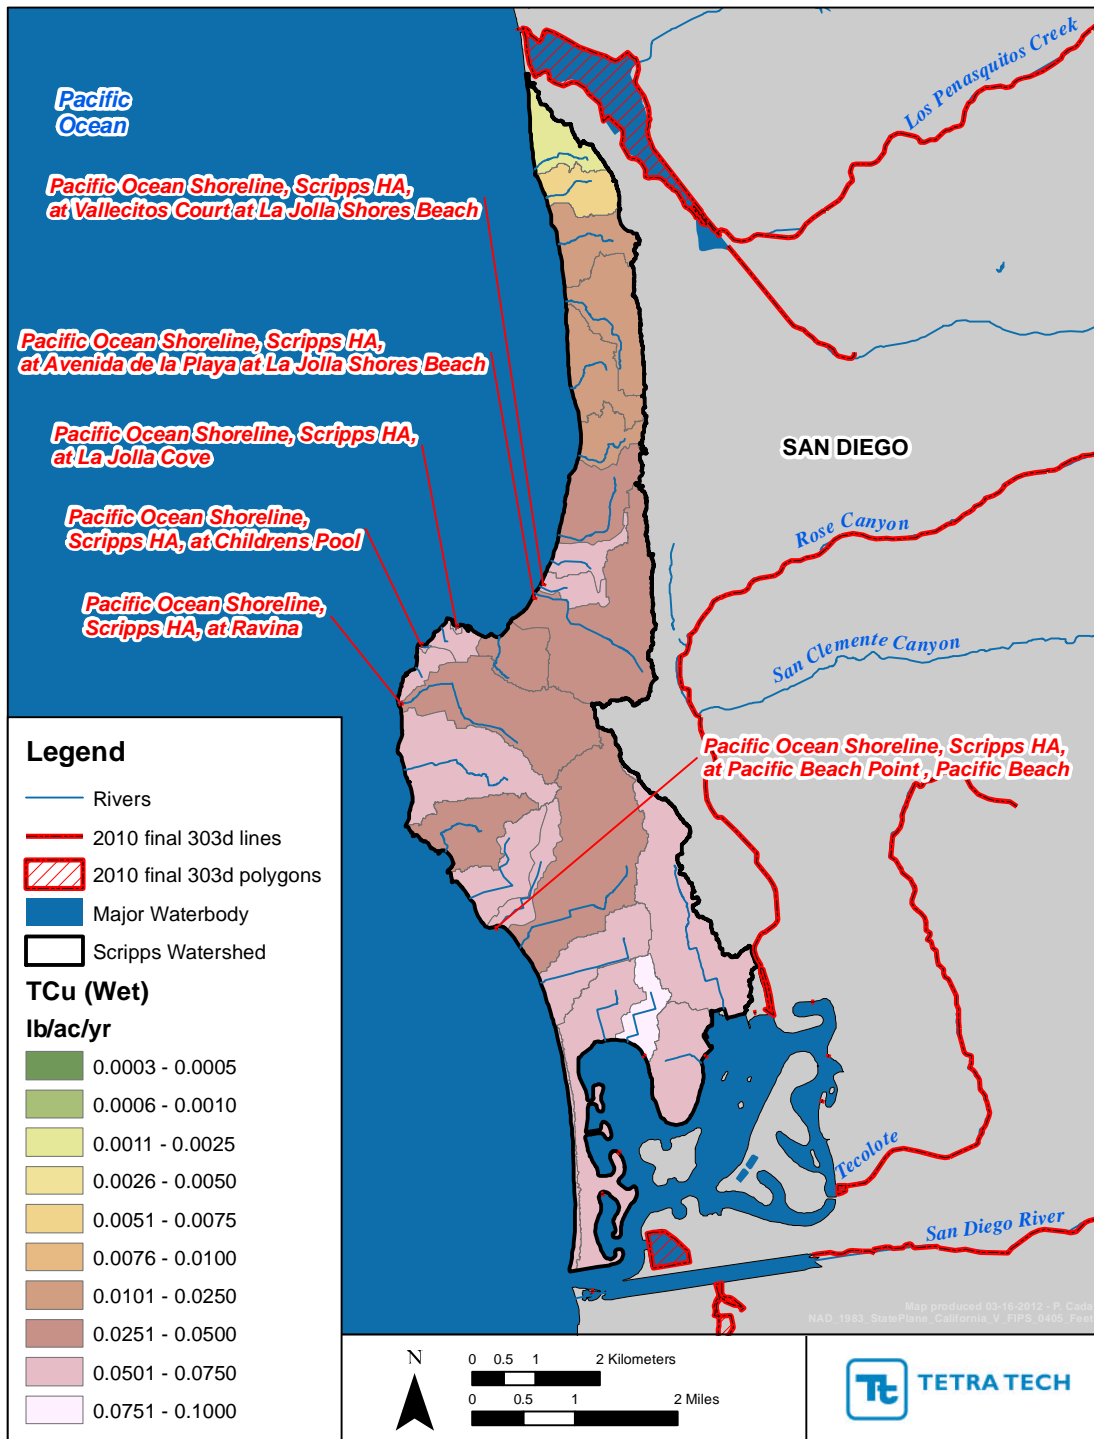 Pacific
Ocean
Los Penasquitos Creek
Pacific Ocean Shoreline, Scripps HA,
at Vallecitos Court at La Jolla Shores Beach
Pacific Ocean Shoreline, Scripps HA,
at Avenida de la Playa at La Jolla Shores Beach
Pacific Ocean Shoreline, Scripps HA,
at La Jolla Cove
SAN DIEGO
Pacific Ocean Shoreline,
Scripps HA, at Childrens Pool
Rose Canyon
Pacific Ocean Shoreline,
Scripps HA, at Ravina
San Clemente Canyon
Pacific Ocean Shoreline, Scripps HA,
at Pacific Beach Point , Pacific Beach
Tecolote
San Diego River
Legend
Rivers
2010 final 303d lines
2010 final 303d polygons
Major Waterbody
Scripps Watershed
TCu (Wet)
lb/ac/yr
0.0003 - 0.0005
0.0006 - 0.0010
0.0011 - 0.0025
0.0026 - 0.0050
0.0051 - 0.0075
0.0076 - 0.0100
0.0101 - 0.0250
0.0251 - 0.0500
0.0501 - 0.0750
0.0751 - 0.1000
Map produced 03-16-2012 - P. Cada
NAD_1983_StatePlane_California_V_FIPS_0405_Feet
N
0 0.5 1 2 Kilometers
0 0.5 1 2 Miles
Tt
TETRA TECH